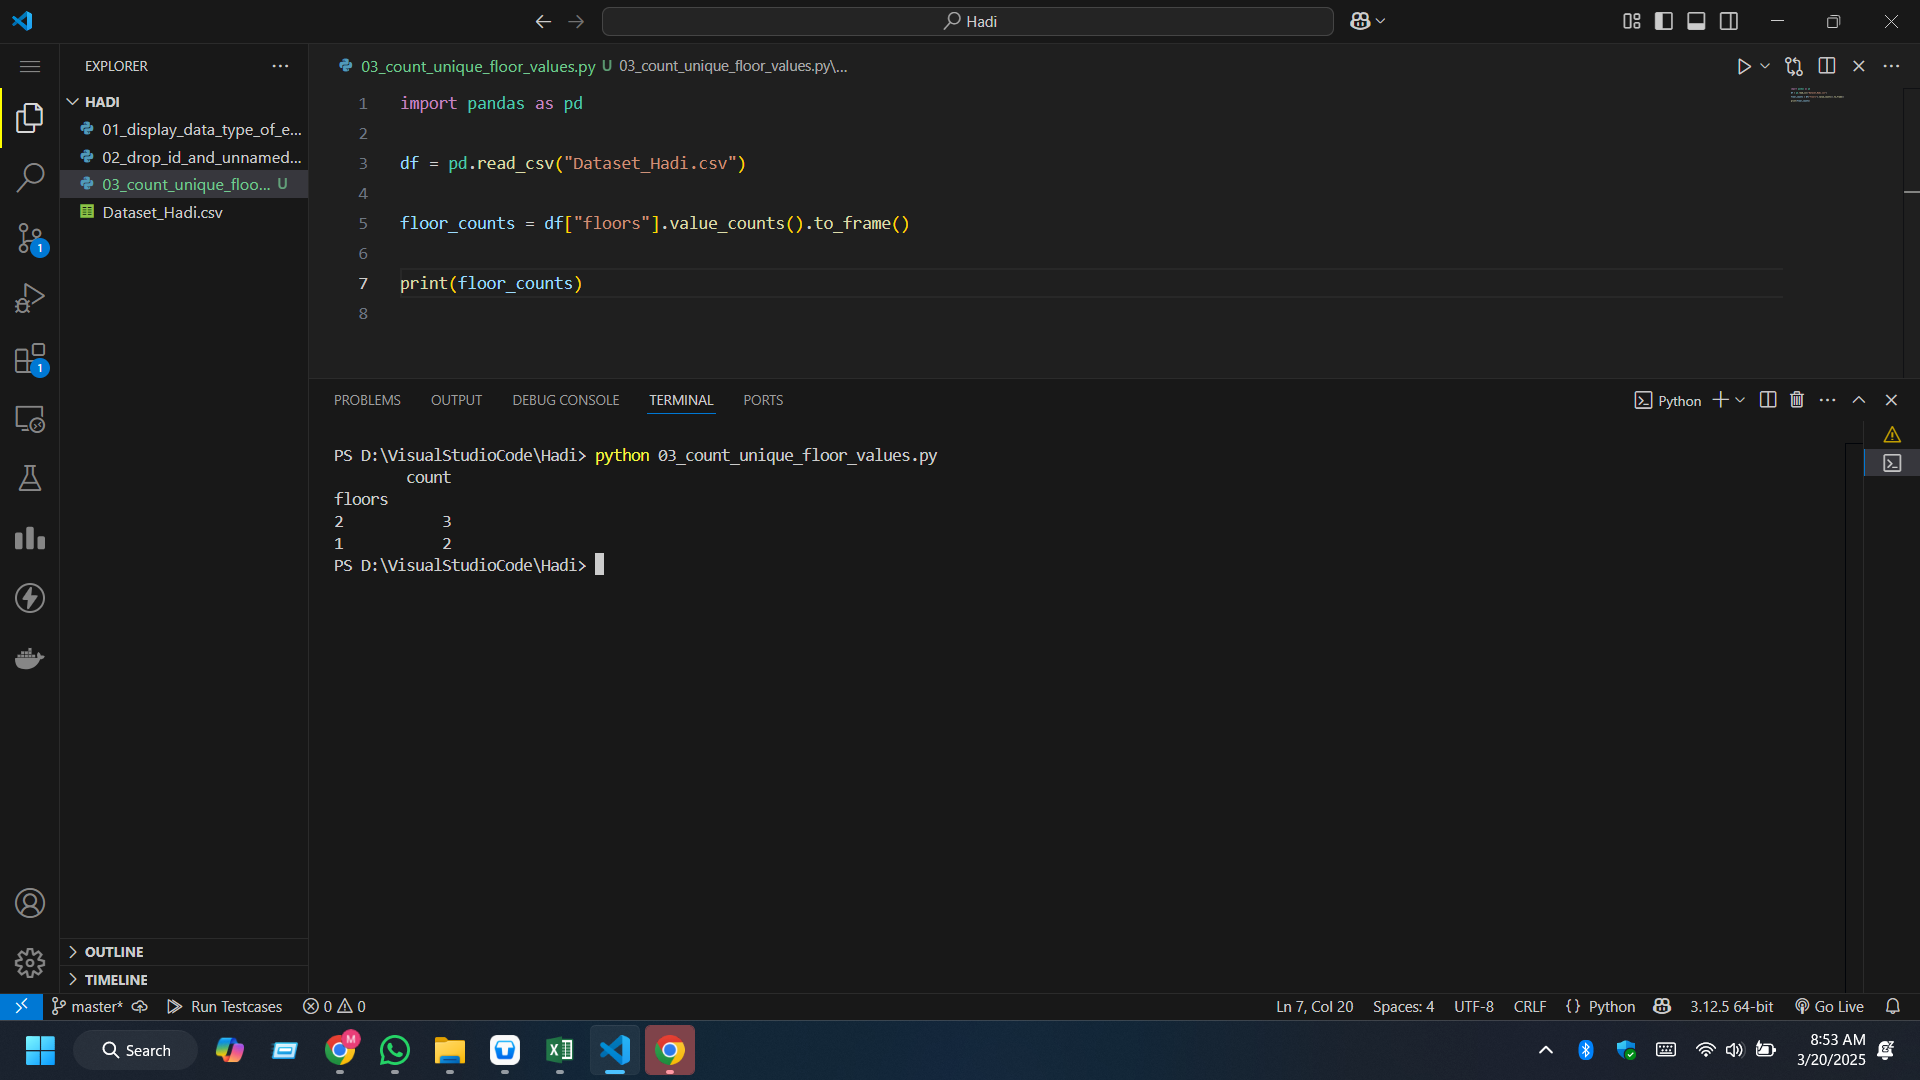 Hadi
EXPLORER
HADI
01_display_data_type_of_e...
02_drop_id_and_unnamed...
03_count_unique_floo... U
Dataset_Hadi.csv
OUTLINE
TIMELINE
03_count_unique_floor_values.py U 03_count_unique_floor_values.py\...
1 import pandas as pd
2
3 df = pd.read_csv("Dataset_Hadi.csv")
4
5 floor_counts = df["floors"].value_counts().to_frame()
6
7 print(floor_counts)
8
PROBLEMS OUTPUT DEBUG CONSOLE TERMINAL PORTS
Python
PS D:\VisualStudioCode\Hadi> python 03_count_unique_floor_values.py
count
floors
2 3
1 2
PS D:\VisualStudioCode\Hadi>
1
1
master* Run Testcases 0 0 Ln 7, Col 20 Spaces: 4 UTF-8 CRLF {} Python 3.12.5 64-bit Go Live
Search
M
8:53 AM
3/20/2025